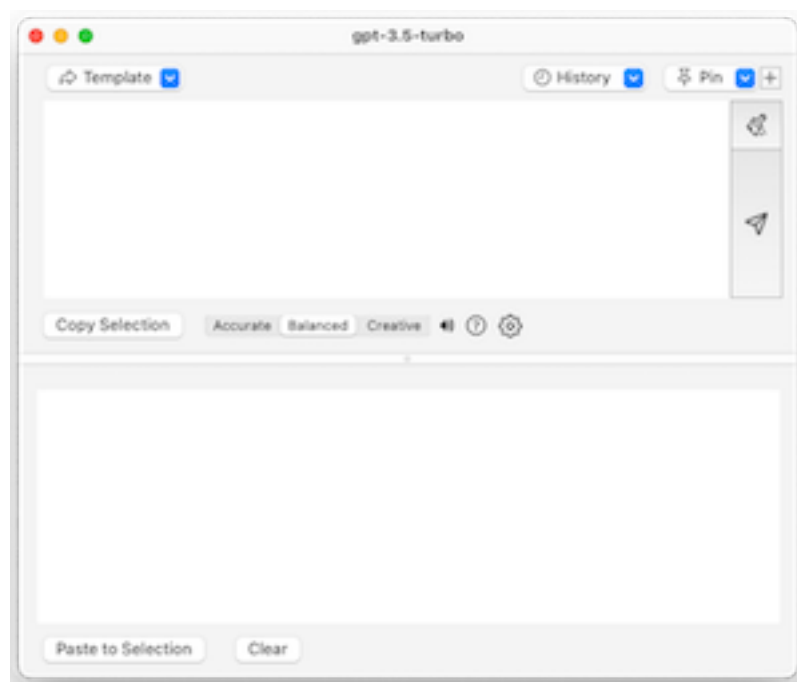 gpt-3.5-turbo
Template History Pin
Copy Selection Accurate Balanced Creative
Paste to Selection Clear